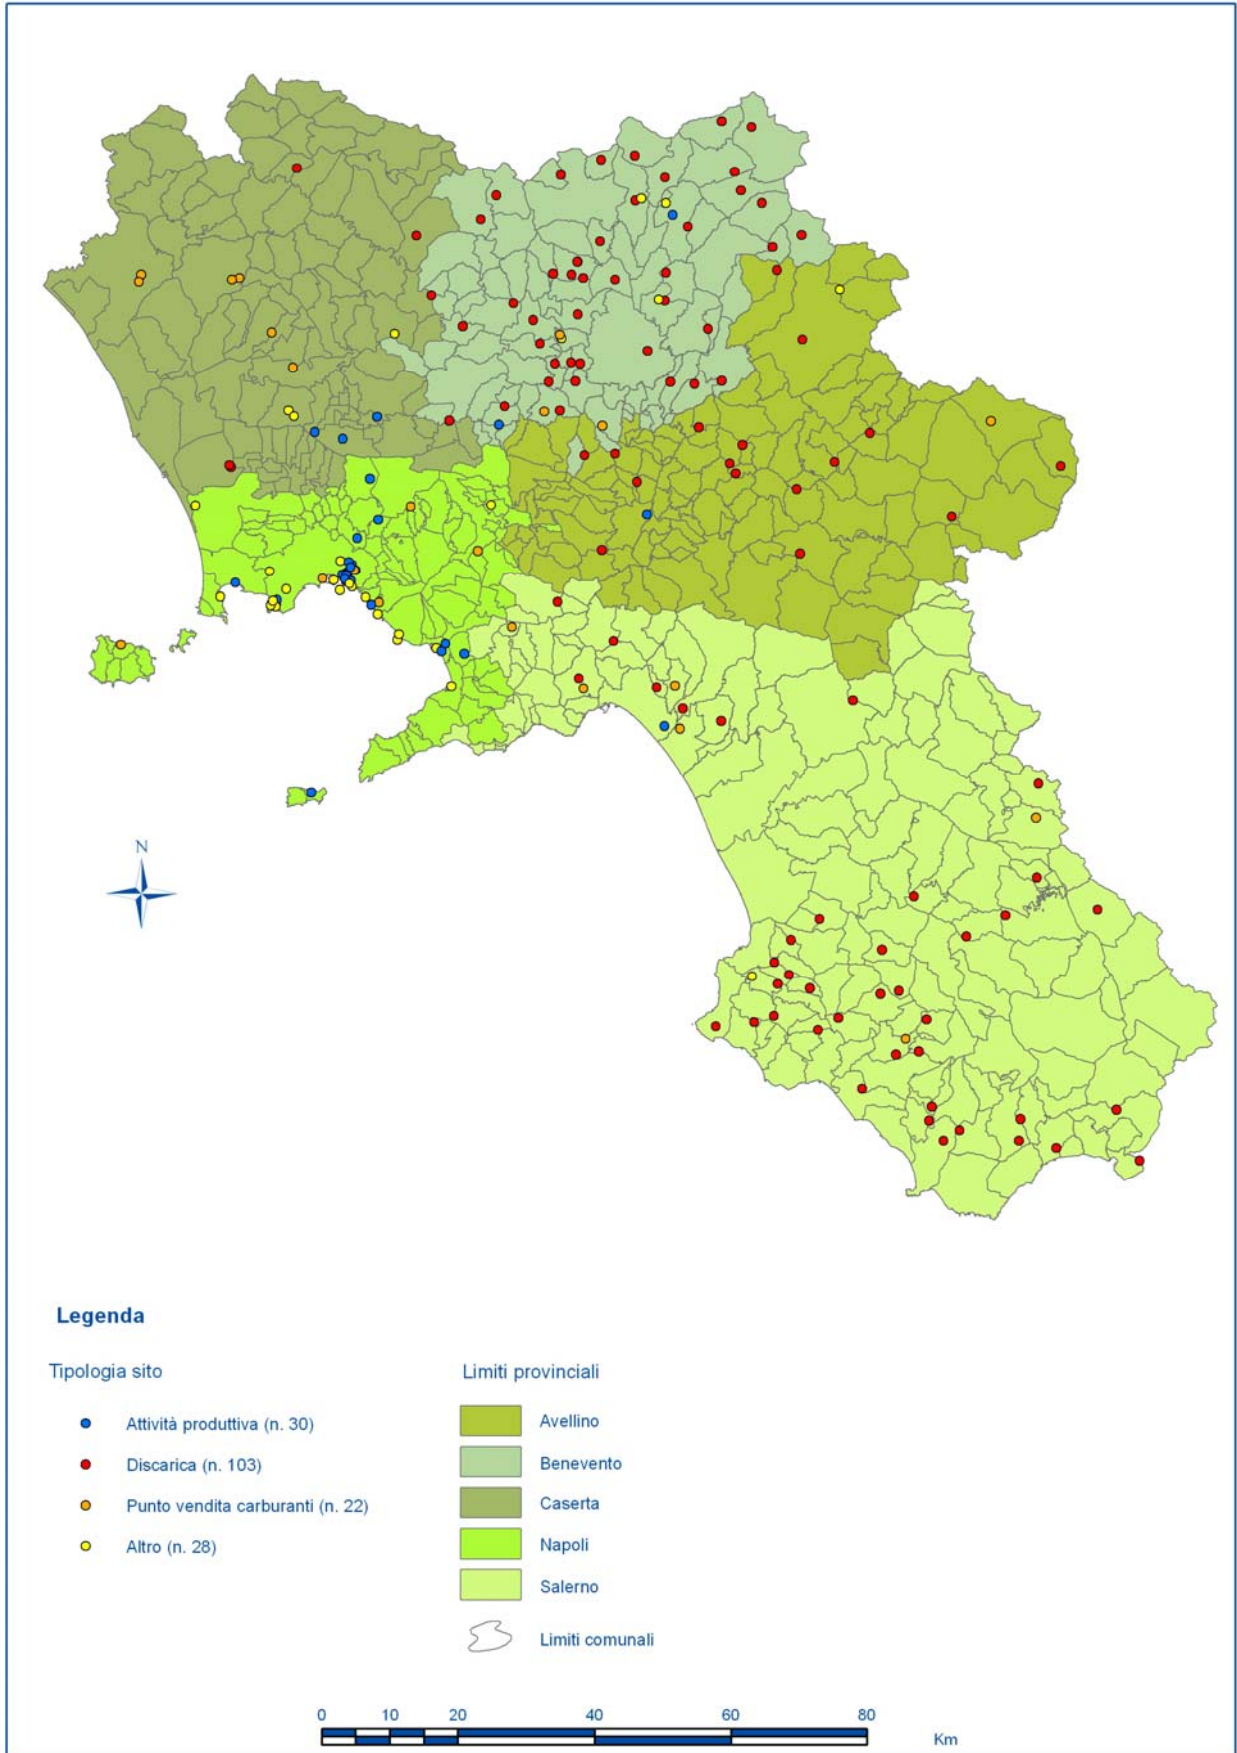 N
Legenda
Tipologia sito
Attività produttiva (n. 30)
Discarica (n. 103)
Punto vendita carburanti (n. 22)
Altro (n. 28)
Limiti provinciali
Avellino
Benevento
Caserta
Napoli
Salerno
Limiti comunali
0 10 20 40 60 80
Km